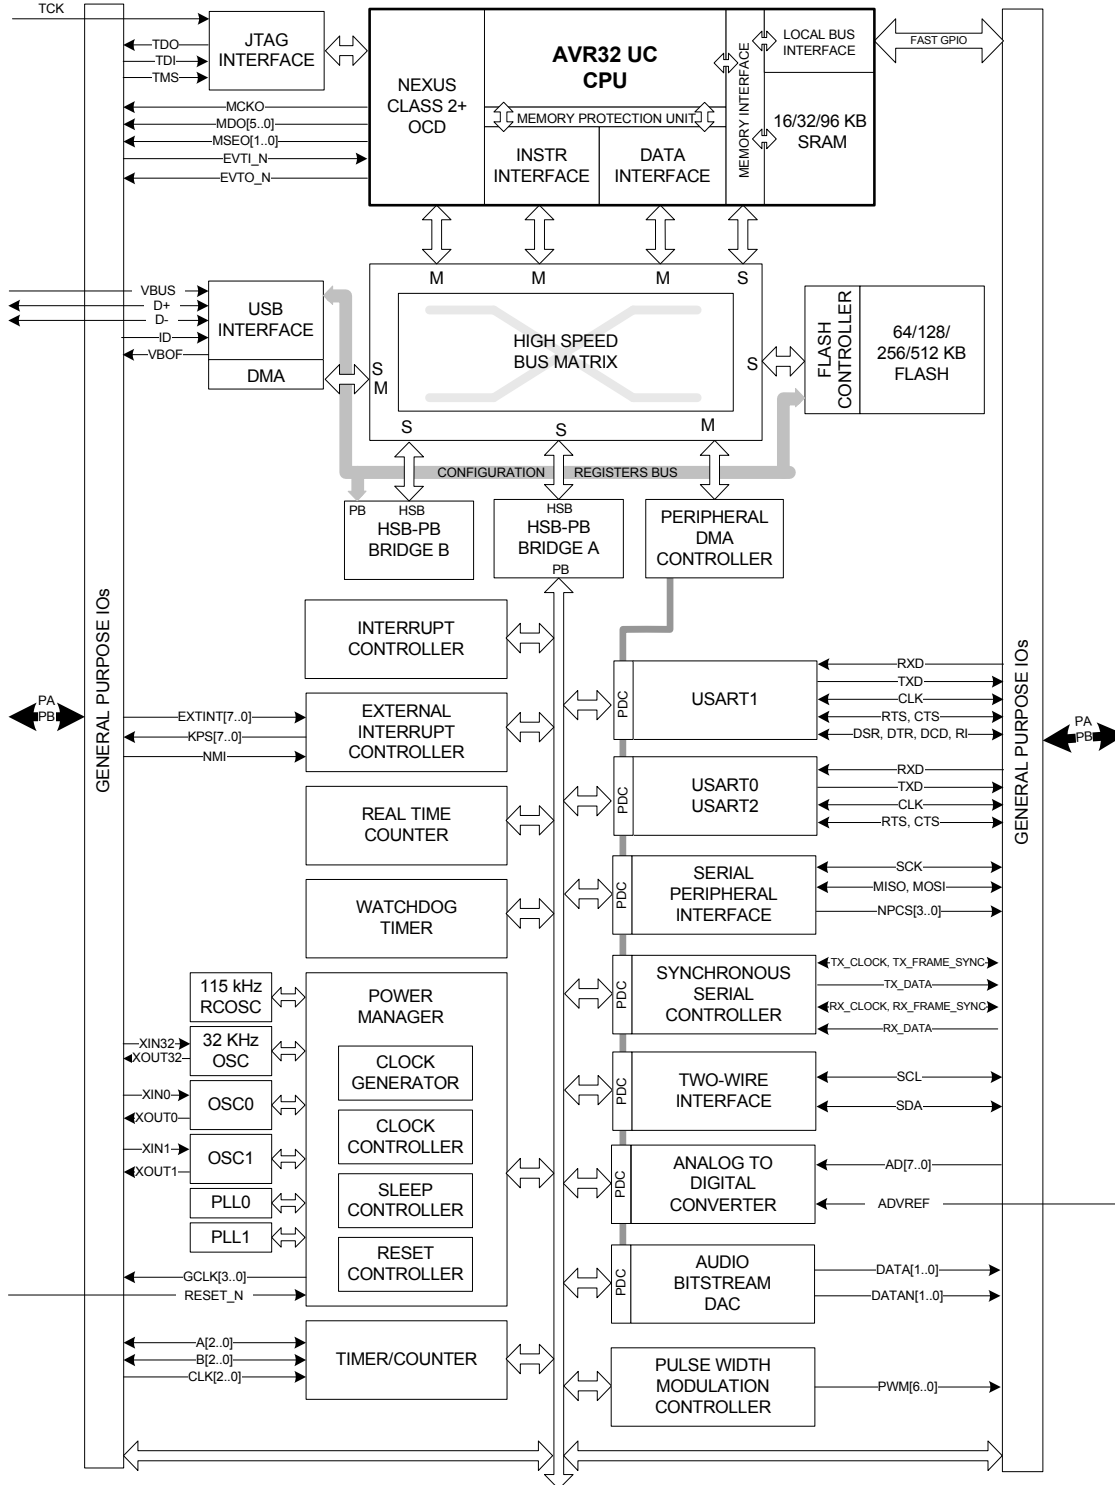 TCK
TDO
TDI
TMS
JTAG
INTERFACE
MCKO
MDO[5..0]
MSEO[1..0]
EVTI_N
EVTO_N
NEXUS
CLASS 2+
OCD
AVR32 UC
CPU
MEMORY PROTECTION UNIT
INSTR
INTERFACE
DATA
INTERFACE
MEMORY INTERFACE
LOCAL BUS
INTERFACE
16/32/96 KB
SRAM
FAST GPIO
M
M
M
S
VBUS
D+
D-
ID
VBOF
USB
INTERFACE
DMA
S
M
HIGH SPEED
BUS MATRIX
S
FLASH
CONTROLLER
64/128/
256/512 KB
FLASH
S
S
M
CONFIGURATION
REGISTERS BUS
PB
HSB
HSB-PB
BRIDGE B
HSB
HSB-PB
BRIDGE A
PB
PERIPHERAL
DMA
CONTROLLER
GENERAL PURPOSE IOs
PA
PB
INTERRUPT
CONTROLLER
EXTINT[7..0]
KPS[7..0]
NMI
EXTERNAL
INTERRUPT
CONTROLLER
REAL TIME
COUNTER
WATCHDOG
TIMER
115 kHz
RCOSC
XIN32
XOUT32
32 KHz
OSC
XIN0
XOUT0
OSC0
XIN1
XOUT1
OSC1
PLL0
PLL1
GCLK[3..0]
RESET_N
POWER
MANAGER
CLOCK
GENERATOR
CLOCK
CONTROLLER
SLEEP
CONTROLLER
RESET
CONTROLLER
A[2..0]
B[2..0]
CLK[2..0]
TIMER/COUNTER
PDC
USART1
RXD
TXD
CLK
RTS, CTS
DSR, DTR, DCD, RI
PDC
USART0
USART2
RXD
TXD
CLK
RTS, CTS
PDC
SERIAL
PERIPHERAL
INTERFACE
SCK
MISO, MOSI
NPCS[3..0]
PDC
SYNCHRONOUS
SERIAL
CONTROLLER
TX_CLOCK, TX_FRAME_SYNC
TX_DATA
RX_CLOCK, RX_FRAME_SYNC
RX_DATA
PDC
TWO-WIRE
INTERFACE
SCL
SDA
PDC
ANALOG TO
DIGITAL
CONVERTER
AD[7..0]
ADVREF
PDC
AUDIO
BITSTREAM
DAC
DATA[1..0]
DATAN[1..0]
PULSE WIDTH
MODULATION
CONTROLLER
PWM[6..0]
GENERAL PURPOSE IOs
PA
PB